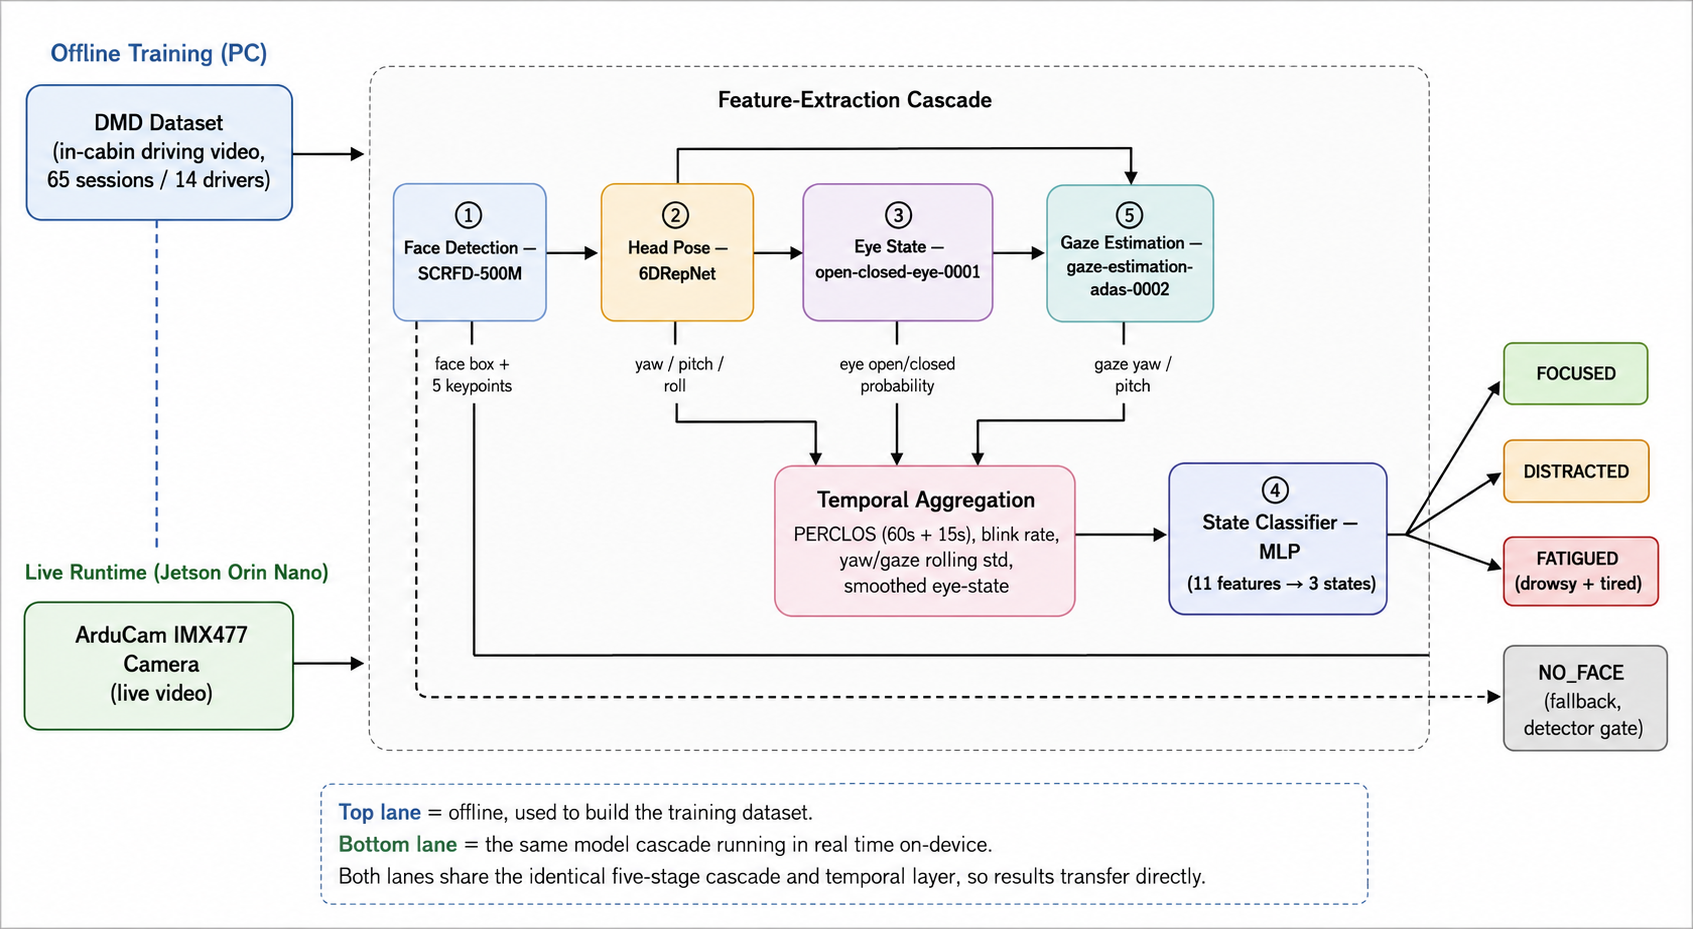 Offline Training (PC)
DMD Dataset
(in-cabin driving video,
65 sessions / 14 drivers)
Feature-Extraction Cascade
①
Face Detection –
SCRFD-500M
②
Head Pose –
6DRepNet
③
Eye State –
open-closed-eye-0001
⑤
Gaze Estimation –
gaze-estimation-
adas-0002
face box +
5 keypoints
yaw / pitch /
roll
eye open/closed
probability
gaze yaw /
pitch
Temporal Aggregation
PERCLOS (60s + 15s), blink rate,
yaw/gaze rolling std,
smoothed eye-state
④
State Classifier –
MLP
(11 features → 3 states)
FOCUSED
DISTRACTED
FATIGUED
(drowsy + tired)
NO_FACE
(fallback,
detector gate)
Live Runtime (Jetson Orin Nano)
ArduCam IMX477
Camera
(live video)
Top lane = offline, used to build the training dataset.
Bottom lane = the same model cascade running in real time on-device.
Both lanes share the identical five-stage cascade and temporal layer, so results transfer directly.